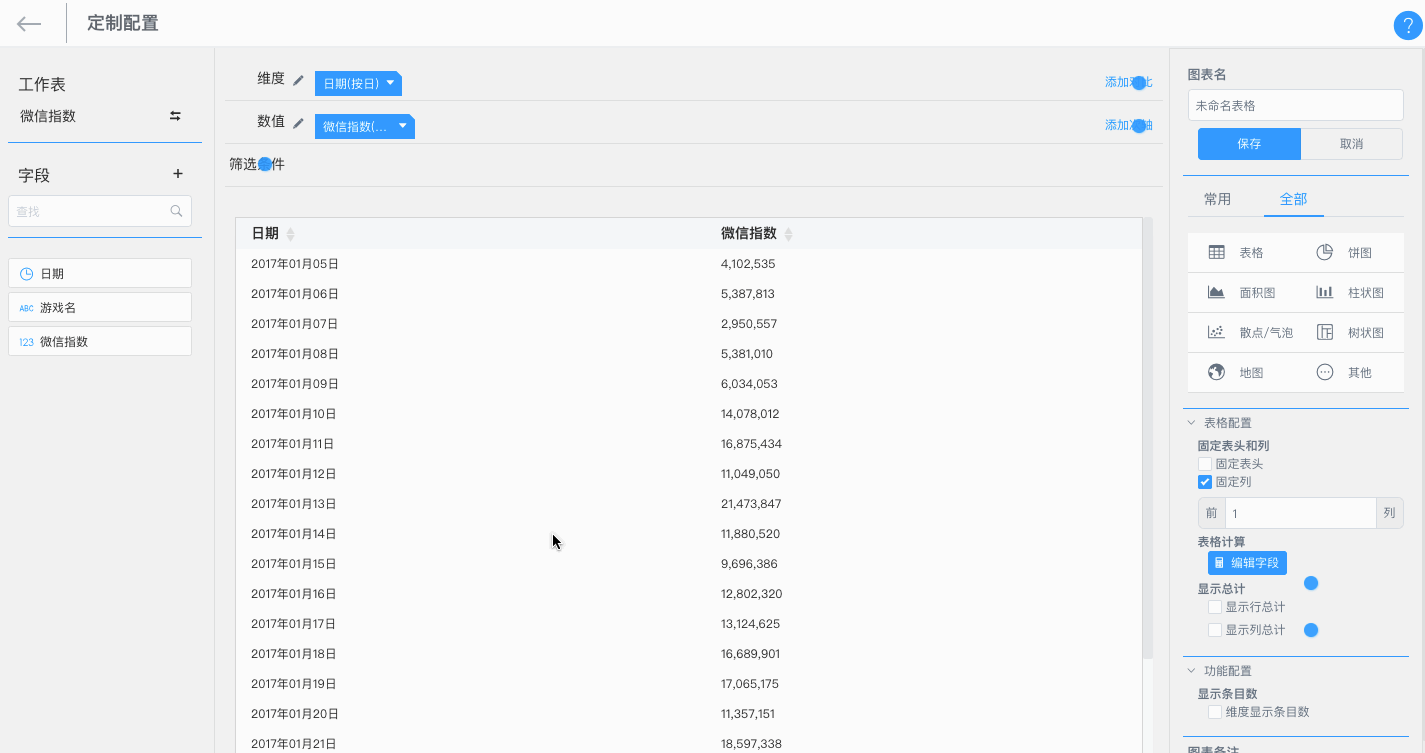 定制配置
?
工作表
微信指数
字段
+
查找
日期
ABC 游戏名
123 微信指数
维度 日期(按日)
数值 微信指数(...
筛选 件
添加 比
添加 轴
日期 微信指数
2017年01月05日 4,102,535
2017年01月06日 5,387,813
2017年01月07日 2,950,557
2017年01月08日 5,381,010
2017年01月09日 6,034,053
2017年01月10日 14,078,012
2017年01月11日 16,875,434
2017年01月12日 11,049,050
2017年01月13日 21,473,847
2017年01月14日 11,880,520
2017年01月15日 9,696,386
2017年01月16日 12,802,320
2017年01月17日 13,124,625
2017年01月18日 16,689,901
2017年01月19日 17,065,175
2017年01月20日 11,357,151
2017年01月21日 18,597,338
图表名
未命名表格
保存 取消
常用 全部
表格 饼图
面积图 柱状图
散点/气泡 树状图
地图 其他
表格配置
固定表头和列
固定表头
固定列
前 1 列
表格计算
编辑字段
显示总计
显示行总计
显示列总计
功能配置
显示条目数
维度显示条目数
图表备注